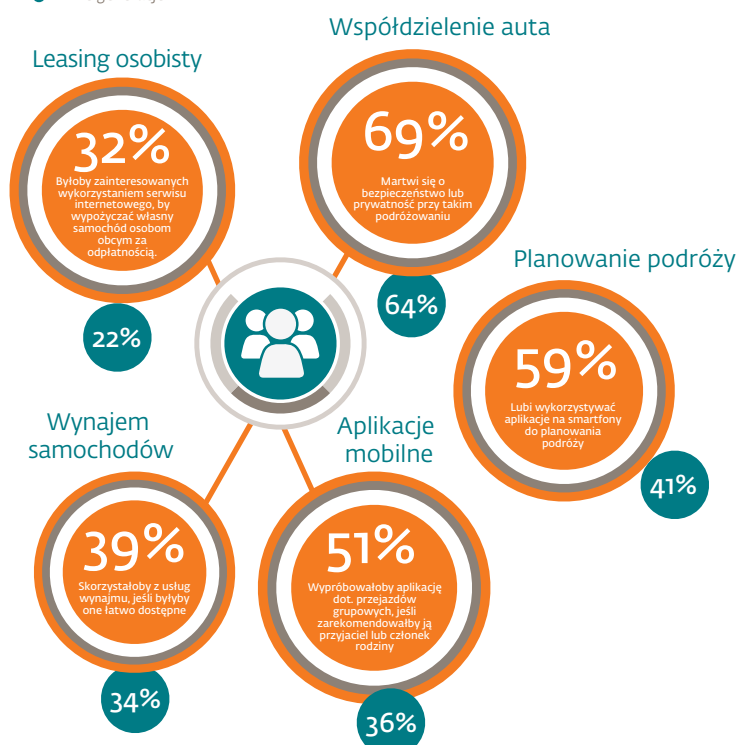 Współdzielenie auta
Leasing osobisty
32%
Byłoby zainteresowanych
wykorzystaniem serwisu
internetowego, by
wypożyczać własny
samochód osobom
obcym za
odpłatnością.
22%
69%
Martwi się o
bezpieczeństwo lub
prywatność przy takim
podróżowaniu
64%
Planowanie podróży
59%
Lubi wykorzystywać
aplikacje na smartfony
do planowania
podróży
41%
Wynajem
samochodów
39%
Skorzystałoby z usług
wynajmu, jeśli byłyby
one łatwo dostępne
34%
Aplikacje
mobilne
51%
Wypróbowałoby aplikację
dot. przejazdów
grupowych, jeśli
zarekomendowałby ją
przyjaciel lub członek
rodziny
36%